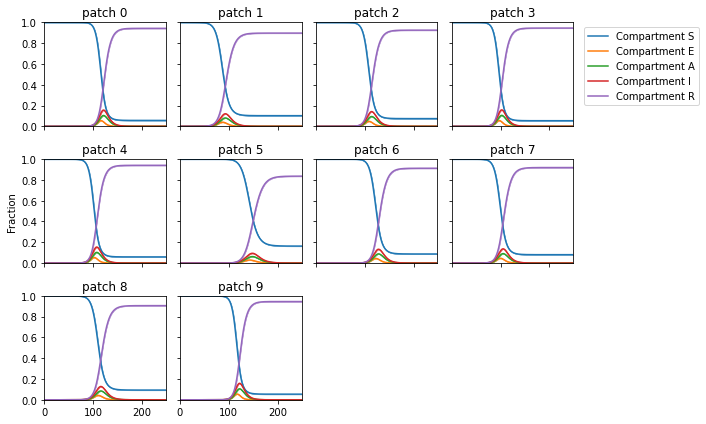 patch 0
patch 1
patch 2
patch 3
1.0
0.8
0.6
0.4
0.2
0.0
Compartment S
Compartment E
Compartment A
Compartment I
Compartment R
patch 4
patch 5
patch 6
patch 7
1.0
0.8
0.6
0.4
0.2
0.0
Fraction
patch 8
patch 9
1.0
0.8
0.6
0.4
0.2
0.0
0 100 200
0 100 200